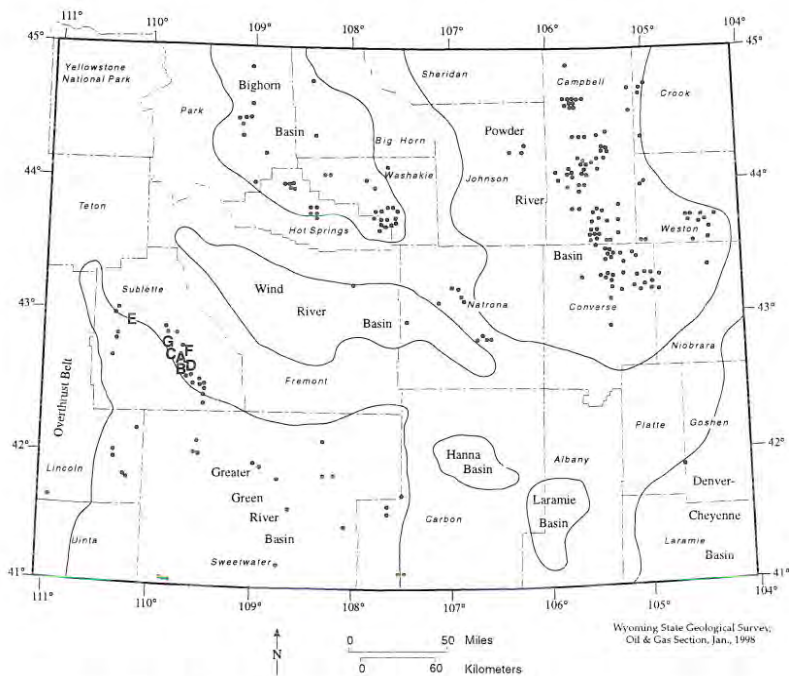 111° 110° 109° 108° 107° 106° 105° 104°
45° 45°
Yellowstone
National Park
Park
Bighorn
Basin
Big Horn
Washakie
Sheridan
Campbell
Crook
Powder
River
Basin
Johnson
44° 44°
Teton
Hot Springs
Weston
Sublette
Wind
River
Basin
Natrona
Converse
Niobrara
43° 43°
E
G
F
C
A
D
B
Overthrust Belt
Fremont
Platte
Goshen
42° 42°
Lincoln
Greater
Green
River
Basin
Hanna
Basin
Albany
Laramie
Basin
Carbon
Denver-
Cheyenne
Basin
Laramie
Uinta
Sweetwater
41° 41°
111° 110° 109° 108° 107° 106° 105° 104°
N
0 50 Miles
0 60 Kilometers
Wyoming State Geological Survey,
Oil & Gas Section, Jan., 1998